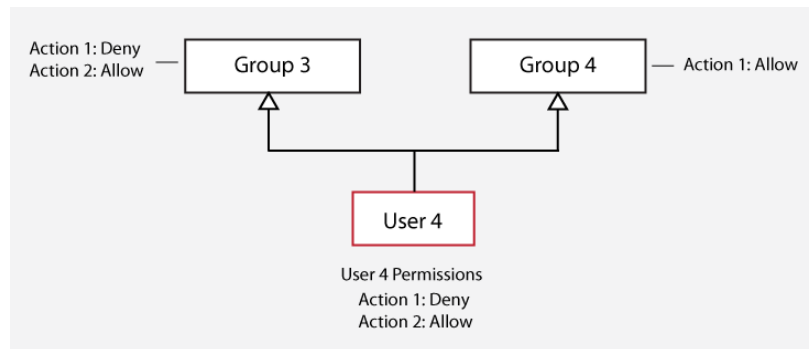 Action 1: Deny
Action 2: Allow
Group 3
Group 4
Action 1: Allow
User 4
User 4 Permissions
Action 1: Deny
Action 2: Allow